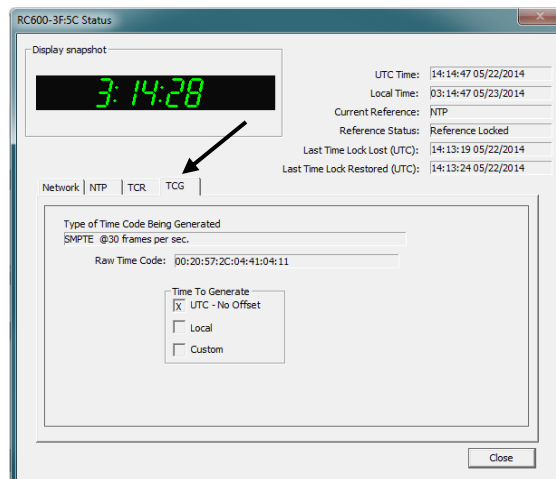 RC600-3F:5C Status
Display snapshot
3:14:28
UTC Time: 14:14:47 05/22/2014
Local Time: 03:14:47 05/23/2014
Current Reference: NTP
Reference Status: Reference Locked
Last Time Lock Lost (UTC): 14:13:19 05/22/2014
Last Time Lock Restored (UTC): 14:13:24 05/22/2014
Network NTP TCR TCG
Type of Time Code Being Generated
SMPTE @30 frames per sec.
Raw Time Code: 00:20:57:2C:04:41:04:11
Time To Generate
X UTC - No Offset
Local
Custom
Close